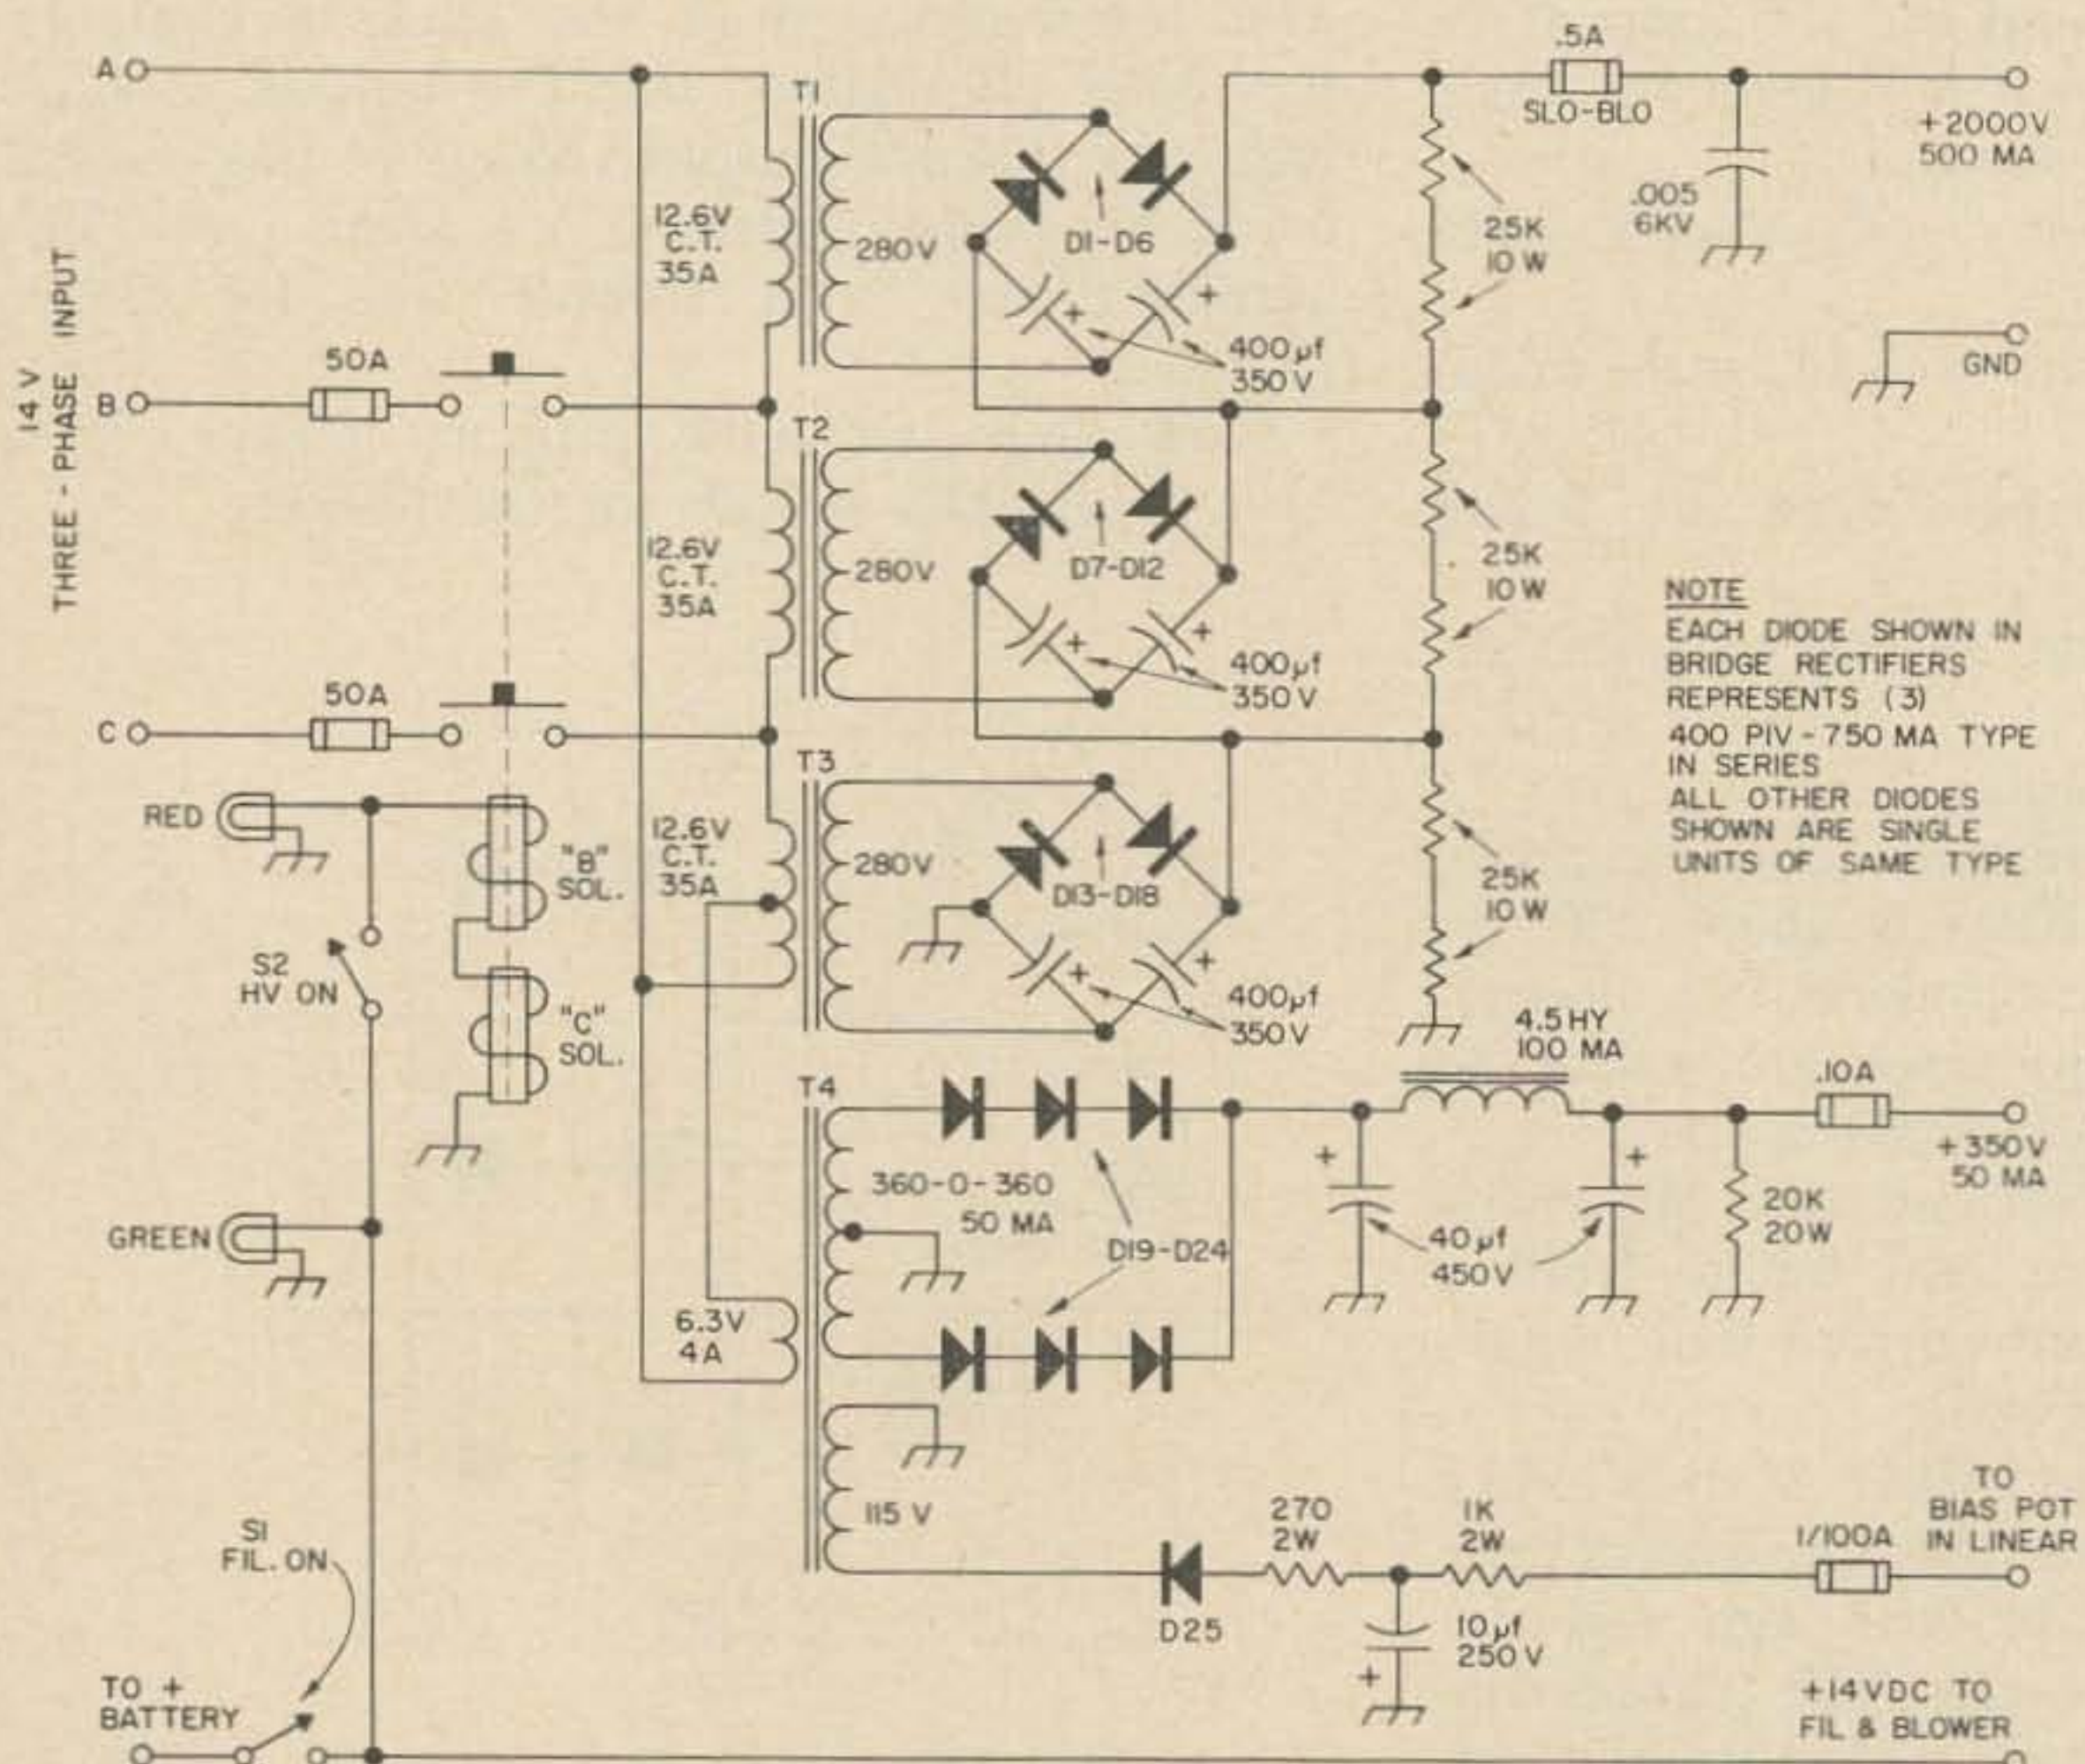 14 V
THREE - PHASE INPUT
A
B
C
50A
50A
RED
GREEN
S2
HV ON
"B"
SOL.
"C"
SOL.
S1
FIL. ON
TO +
BATTERY
T1
12.6V
C.T.
35A
280V
D1-D6
400µf
350V
T2
12.6V
C.T.
35A
280V
D7-D12
400µf
350V
T3
12.6V
C.T.
35A
280V
D13-D18
400µf
350V
T4
6.3V
4A
360-0-360
50 MA
D19-D24
115 V
D25
270
2W
1K
2W
10µf
250V
1/100A
TO
BIAS POT
IN LINEAR
+14VDC TO
FIL & BLOWER
25K
10W
25K
10W
25K
10W
.5A
SLO-BLO
.005
6KV
+2000V
500 MA
GND
NOTE
EACH DIODE SHOWN IN
BRIDGE RECTIFIERS
REPRESENTS (3)
400 PIV - 750 MA TYPE
IN SERIES
ALL OTHER DIODES
SHOWN ARE SINGLE
UNITS OF SAME TYPE
4.5HY
100 MA
+
+
40µf
450V
20K
20W
.10A
+350V
50 MA